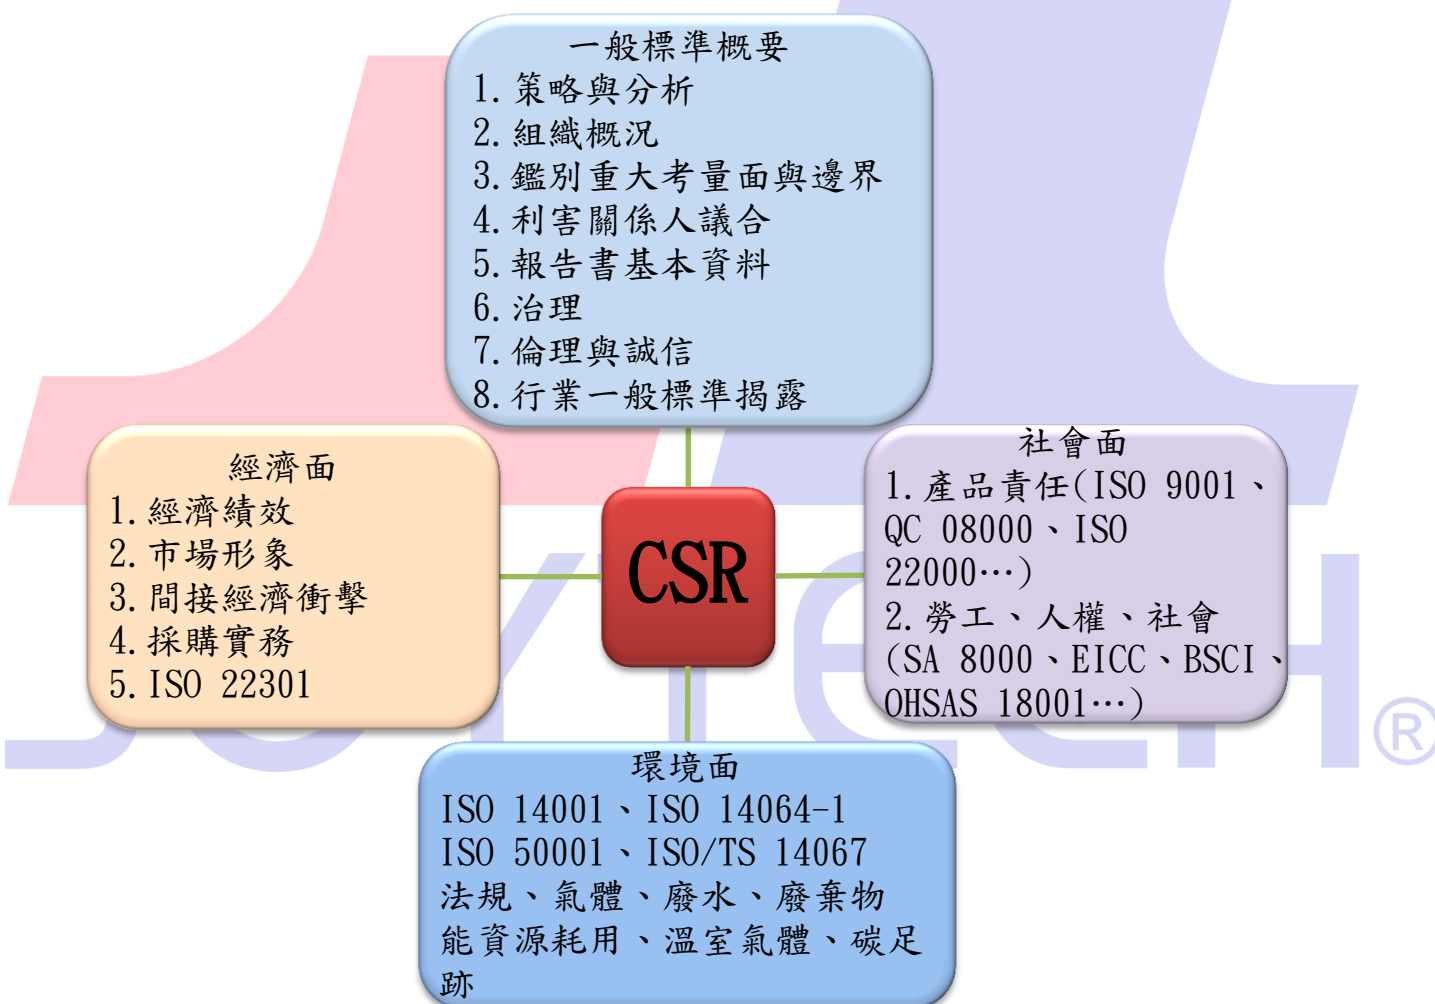 一般標準概要
1.策略與分析
2.組織概況
3.鑑別重大考量面與邊界
4.利害關係人議合
5.報告書基本資料
6.治理
7.倫理與誠信
8.行業一般標準揭露
經濟面
1.經濟績效
2.市場形象
3.間接經濟衝擊
4.採購實務
5.ISO 22301
CSR
社會面
1.產品責任(ISO 9001、
QC 08000、ISO
22000…)
2.勞工、人權、社會
(SA 8000、EICC、BSCI、
OHSAS 18001…)
環境面
ISO 14001、ISO 14064-1
ISO 50001、ISO/TS 14067
法規、氣體、廢水、廢棄物
能資源耗用、溫室氣體、碳足
跡
®